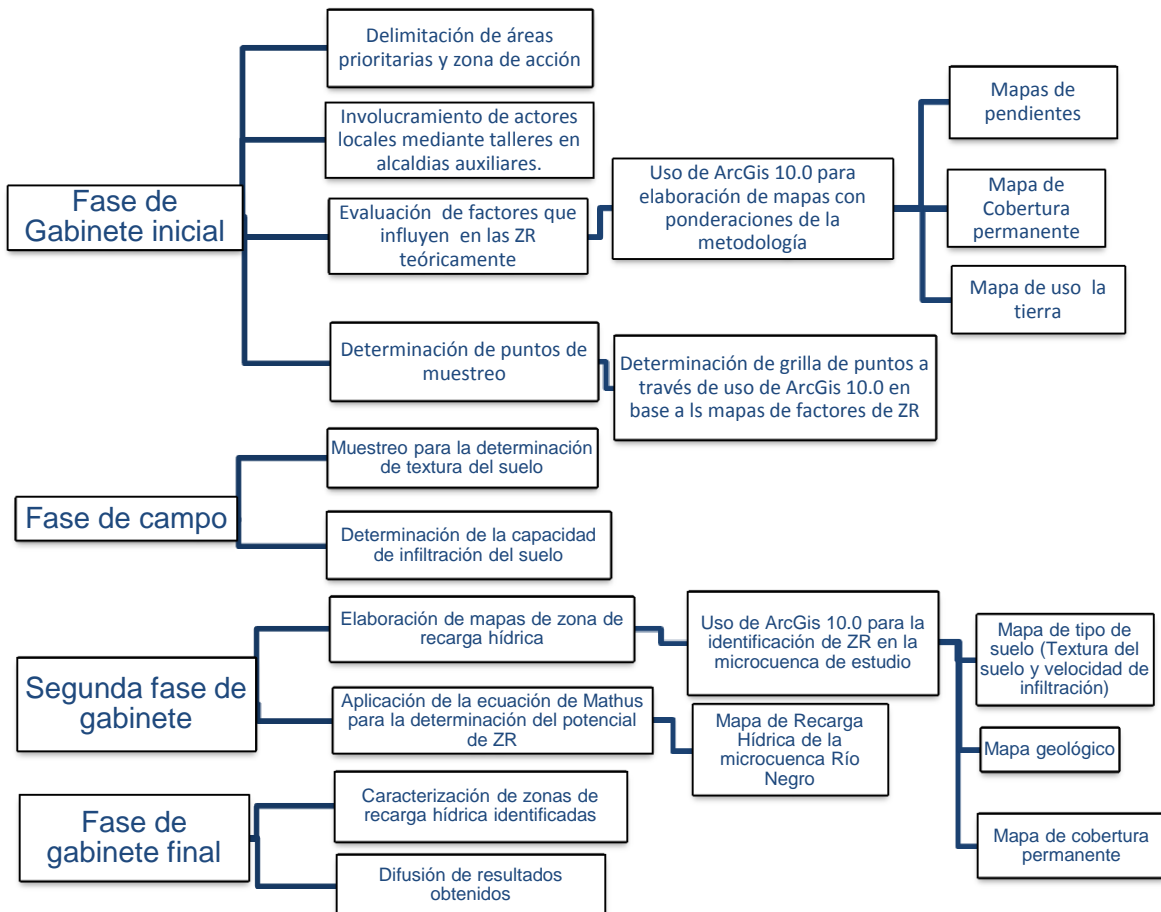 Fase de
Gabinete inicial
Delimitación de áreas
prioritarias y zona de acción
Involucramiento de actores
locales mediante talleres en
alcaldias auxiliares.
Evaluación de factores que
influyen en las ZR
teóricamente
Uso de ArcGis 10.0 para
elaboración de mapas con
ponderaciones de la
metodología
Mapas de
pendientes
Mapa de
Cobertura
permanente
Mapa de uso la
tierra
Determinación de puntos de
muestreo
Determinación de grilla de puntos a
través de uso de ArcGis 10.0 en
base a ls mapas de factores de ZR
Fase de campo
Muestreo para la determinación
de textura del suelo
Determinación de la capacidad
de infiltración del suelo
Segunda fase de
gabinete
Elaboración de mapas de zona de
recarga hídrica
Uso de ArcGis 10.0 para la
identificación de ZR en la
microcuenca de estudio
Mapa de tipo de
suelo (Textura del
suelo y velocidad de
infiltración)
Mapa geológico
Mapa de cobertura
permanente
Aplicación de la ecuación de Mathus
para la determinación del potencial
de ZR
Mapa de Recarga
Hídrica de la
microcuenca Río
Negro
Fase de
gabinete final
Caracterización de zonas de
recarga hídrica identificadas
Difusión de resultados
obtenidos